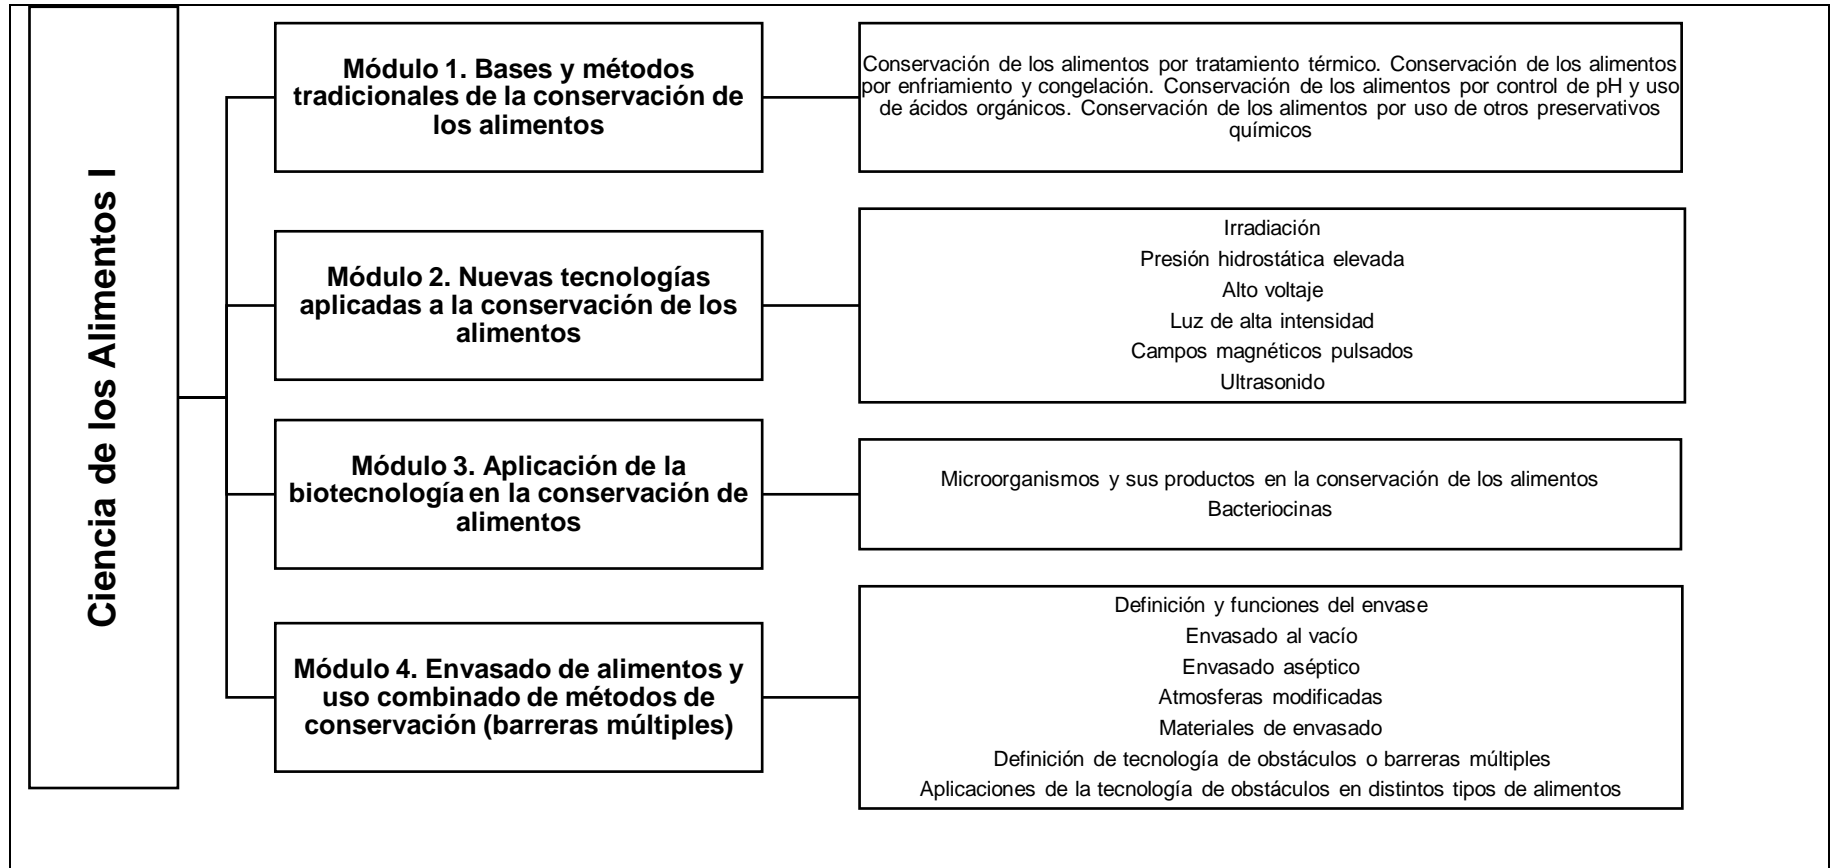 Ciencia de los Alimentos I
Módulo 1. Bases y métodos
tradicionales de la conservación de
los alimentos
Conservación de los alimentos por tratamiento térmico. Conservación de los alimentos
por enfriamiento y congelación. Conservación de los alimentos por control de pH y uso
de ácidos orgánicos. Conservación de los alimentos por uso de otros preservativos
químicos
Módulo 2. Nuevas tecnologías
aplicadas a la conservación de los
alimentos
Irradiación
Presión hidrostática elevada
Alto voltaje
Luz de alta intensidad
Campos magnéticos pulsados
Ultrasonido
Módulo 3. Aplicación de la
biotecnología en la conservación de
alimentos
Microorganismos y sus productos en la conservación de los alimentos
Bacteriocinas
Módulo 4. Envasado de alimentos y
uso combinado de métodos de
conservación (barreras múltiples)
Definición y funciones del envase
Envasado al vacío
Envasado aséptico
Atmosferas modificadas
Materiales de envasado
Definición de tecnología de obstáculos o barreras múltiples
Aplicaciones de la tecnología de obstáculos en distintos tipos de alimentos